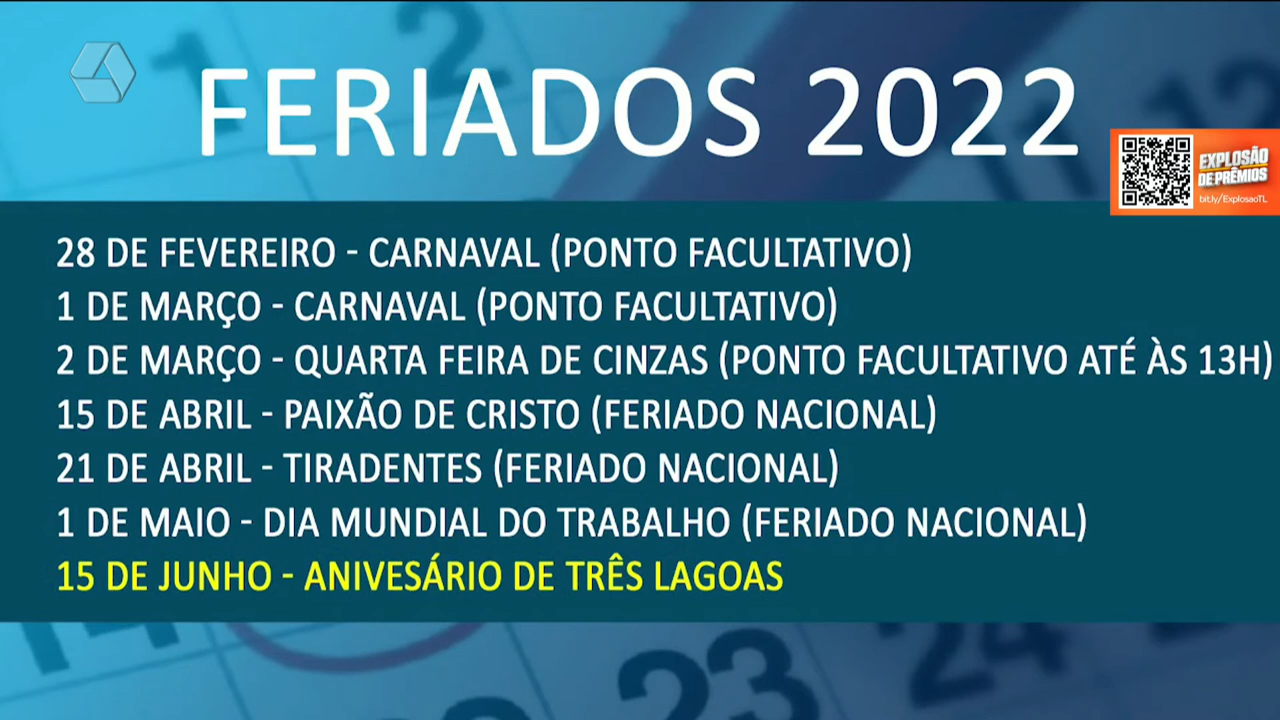 FERIADOS 2022
EXPLOSÃO
DE PRÊMIOS
bit.ly/ExplosaoTL
28 DE FEVEREIRO - CARNAVAL (PONTO FACULTATIVO)
1 DE MARÇO - CARNAVAL (PONTO FACULTATIVO)
2 DE MARÇO - QUARTA FEIRA DE CINZAS (PONTO FACULTATIVO ATÉ ÀS 13H)
15 DE ABRIL - PAIXÃO DE CRISTO (FERIADO NACIONAL)
21 DE ABRIL - TIRADENTES (FERIADO NACIONAL)
1 DE MAIO - DIA MUNDIAL DO TRABALHO (FERIADO NACIONAL)
15 DE JUNHO - ANIVESÁRIO DE TRÊS LAGOAS